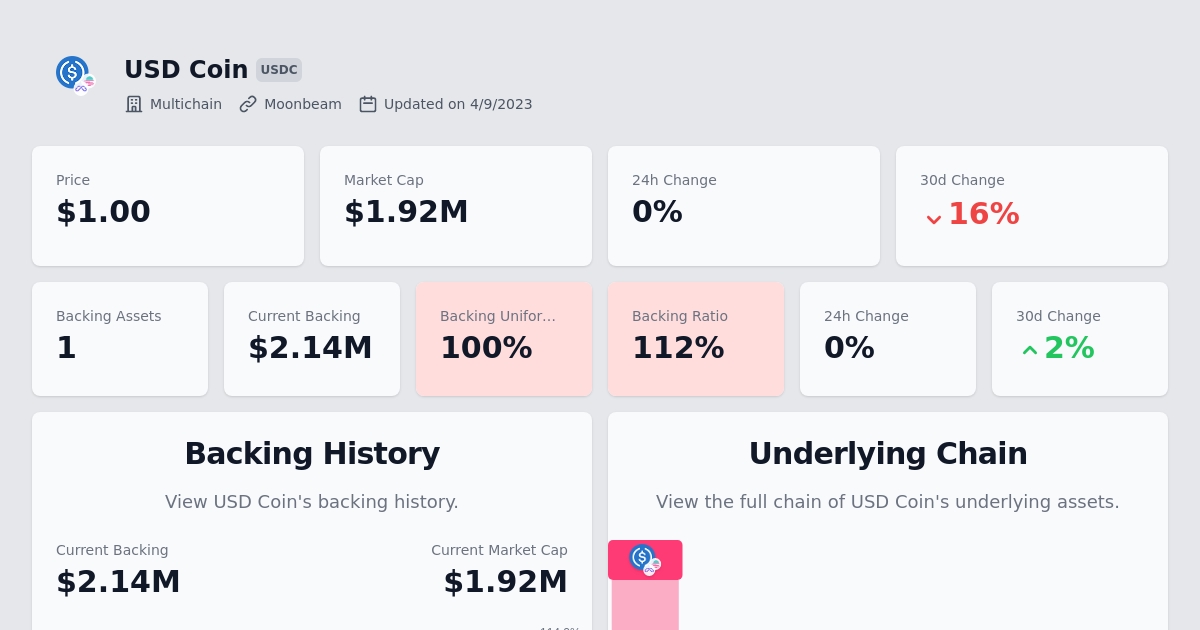 USD Coin USDC
Multichain Moonbeam Updated on 4/9/2023
Price Market Cap 24h Change 30d Change
$1.00 $1.92M 0% 16%
Backing Assets Current Backing Backing Unifor... Backing Ratio 24h Change 30d Change
1 $2.14M 100% 112% 0% 2%
Backing History Underlying Chain
View USD Coin's backing history. View the full chain of USD Coin's underlying assets.
Current Backing Current Market Cap
$2.14M $1.92M